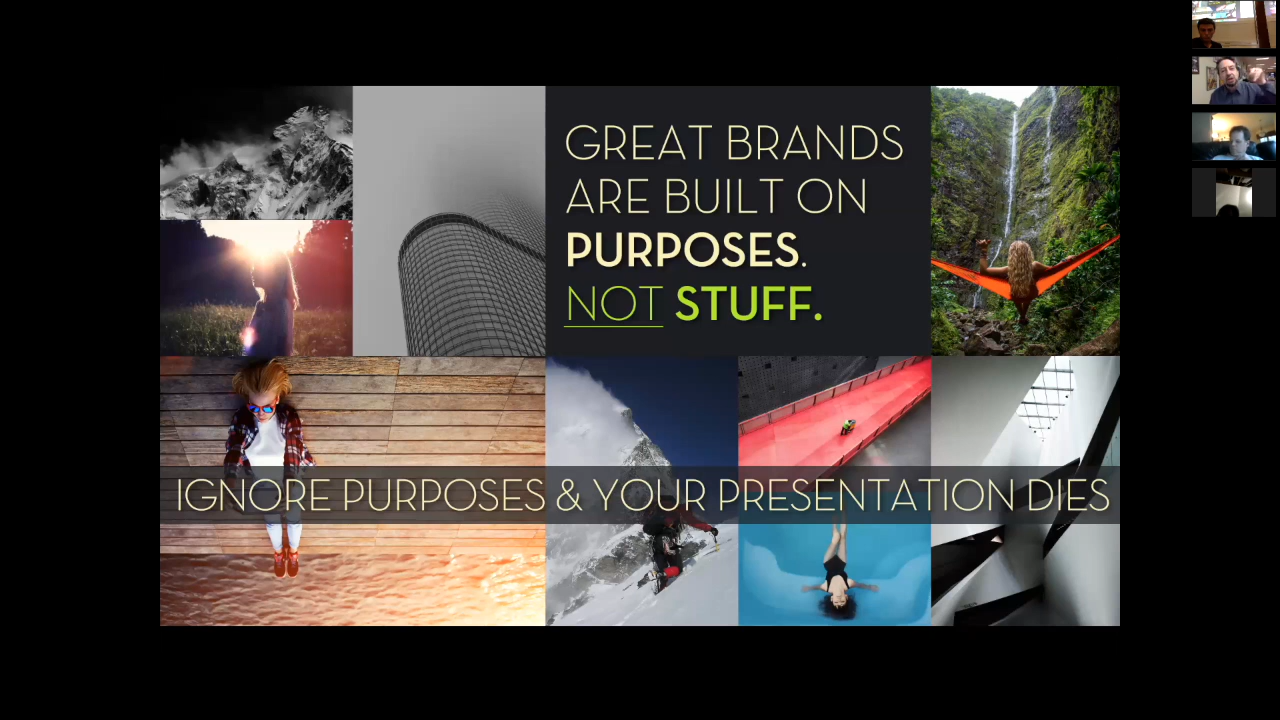 GREAT BRANDS
ARE BUILT ON
PURPOSES.
NOT STUFF.
IGNORE PURPOSES & YOUR PRESENTATION DIES